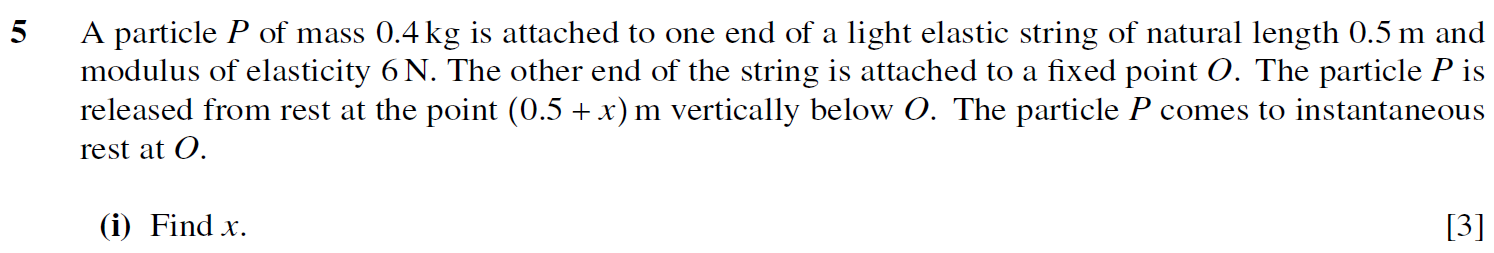 5 A particle P of mass 0.4 kg is attached to one end of a light elastic string of natural length 0.5 m and
modulus of elasticity 6 N. The other end of the string is attached to a fixed point O. The particle P is
released from rest at the point (0.5 + x) m vertically below O. The particle P comes to instantaneous
rest at O.
(i) Find x. [3]